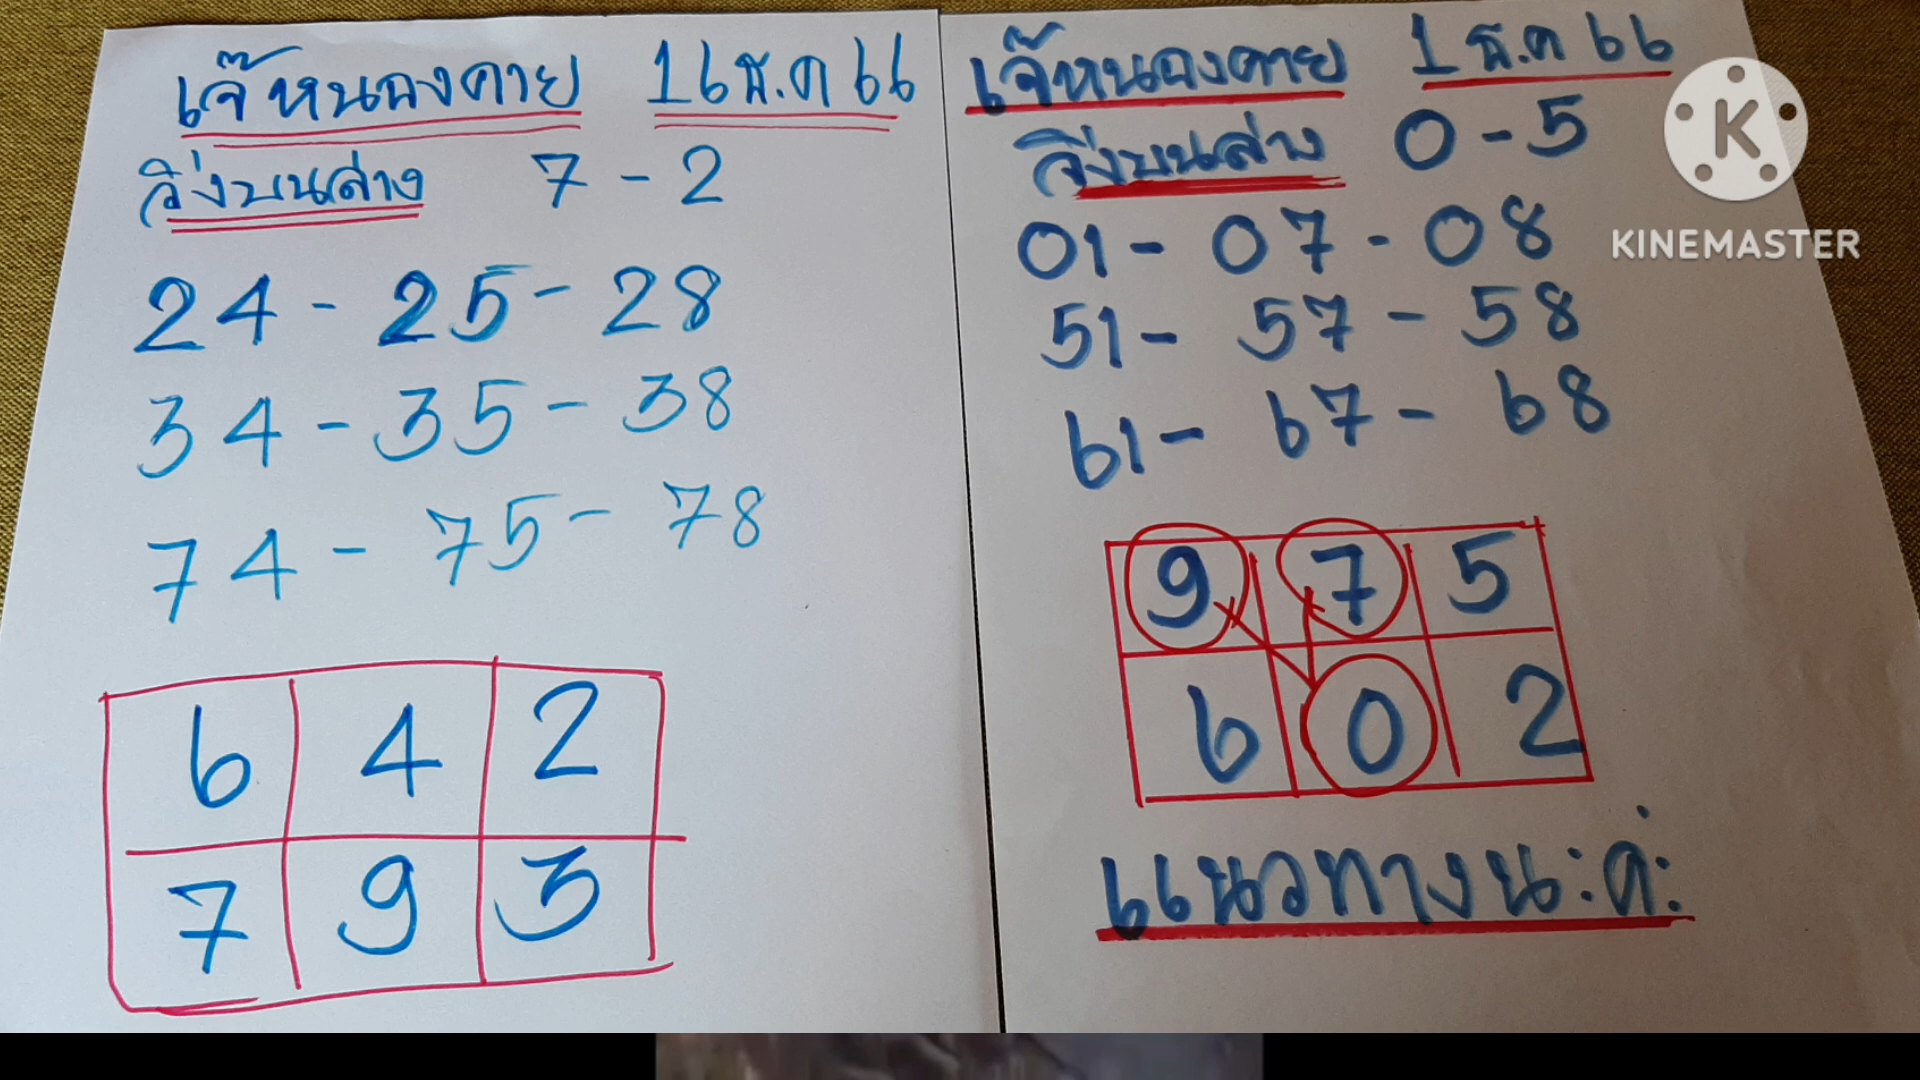 เจ๊หนองคาย 16 ธ.ค 66
วิ่งบนล่าง 7 - 2
24 - 25 - 28
34 - 35 - 38
74 - 75 - 78
6 4 2
7 9 3
เจ๊หนองคาย 1 ธ.ค 66
วิ่งบนล่าง 0 - 5
01 - 07 - 08
51 - 57 - 58
61 - 67 - 68
9 7 5
6 0 2
แนวทางนะค่ะ
K
KINEMASTER